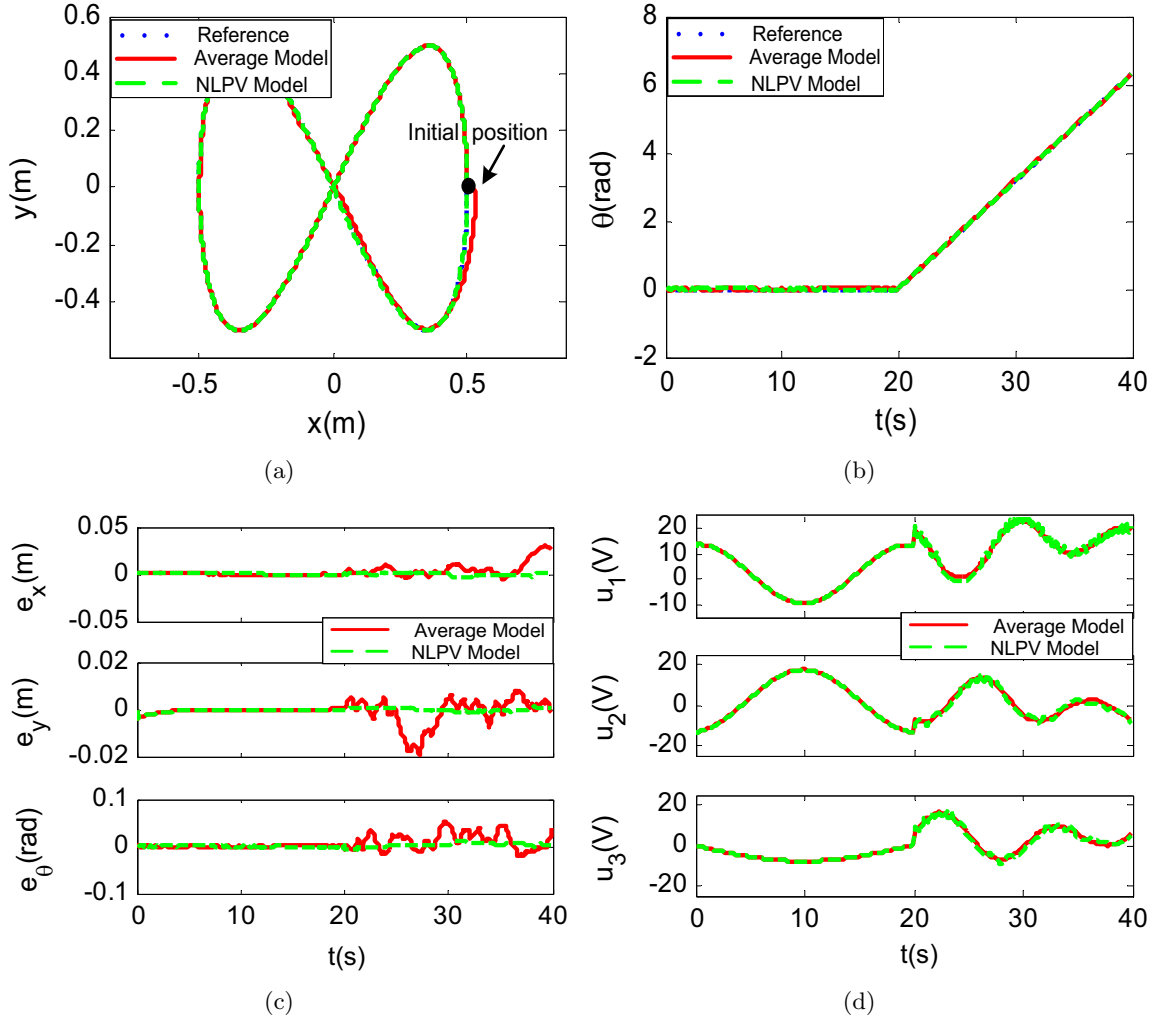 0.6
0.4
0.2
0
-0.2
-0.4
y(m)
Reference
Average Model
NLPV Model
Initial position
-0.5
0
0.5
x(m)
(a)
8
6
4
2
0
-2
θ(rad)
Reference
Average Model
NLPV Model
0
10
20
30
40
t(s)
(b)
0.05
0
-0.05
e_x(m)
Average Model
NLPV Model
0.02
0
-0.02
e_y(m)
0.1
0
-0.1
e_θ(rad)
0
10
20
30
40
t(s)
(c)
20
10
0
-10
u_1(V)
Average Model
NLPV Model
20
0
-20
u_2(V)
20
0
-20
u_3(V)
0
10
20
30
40
t(s)
(d)